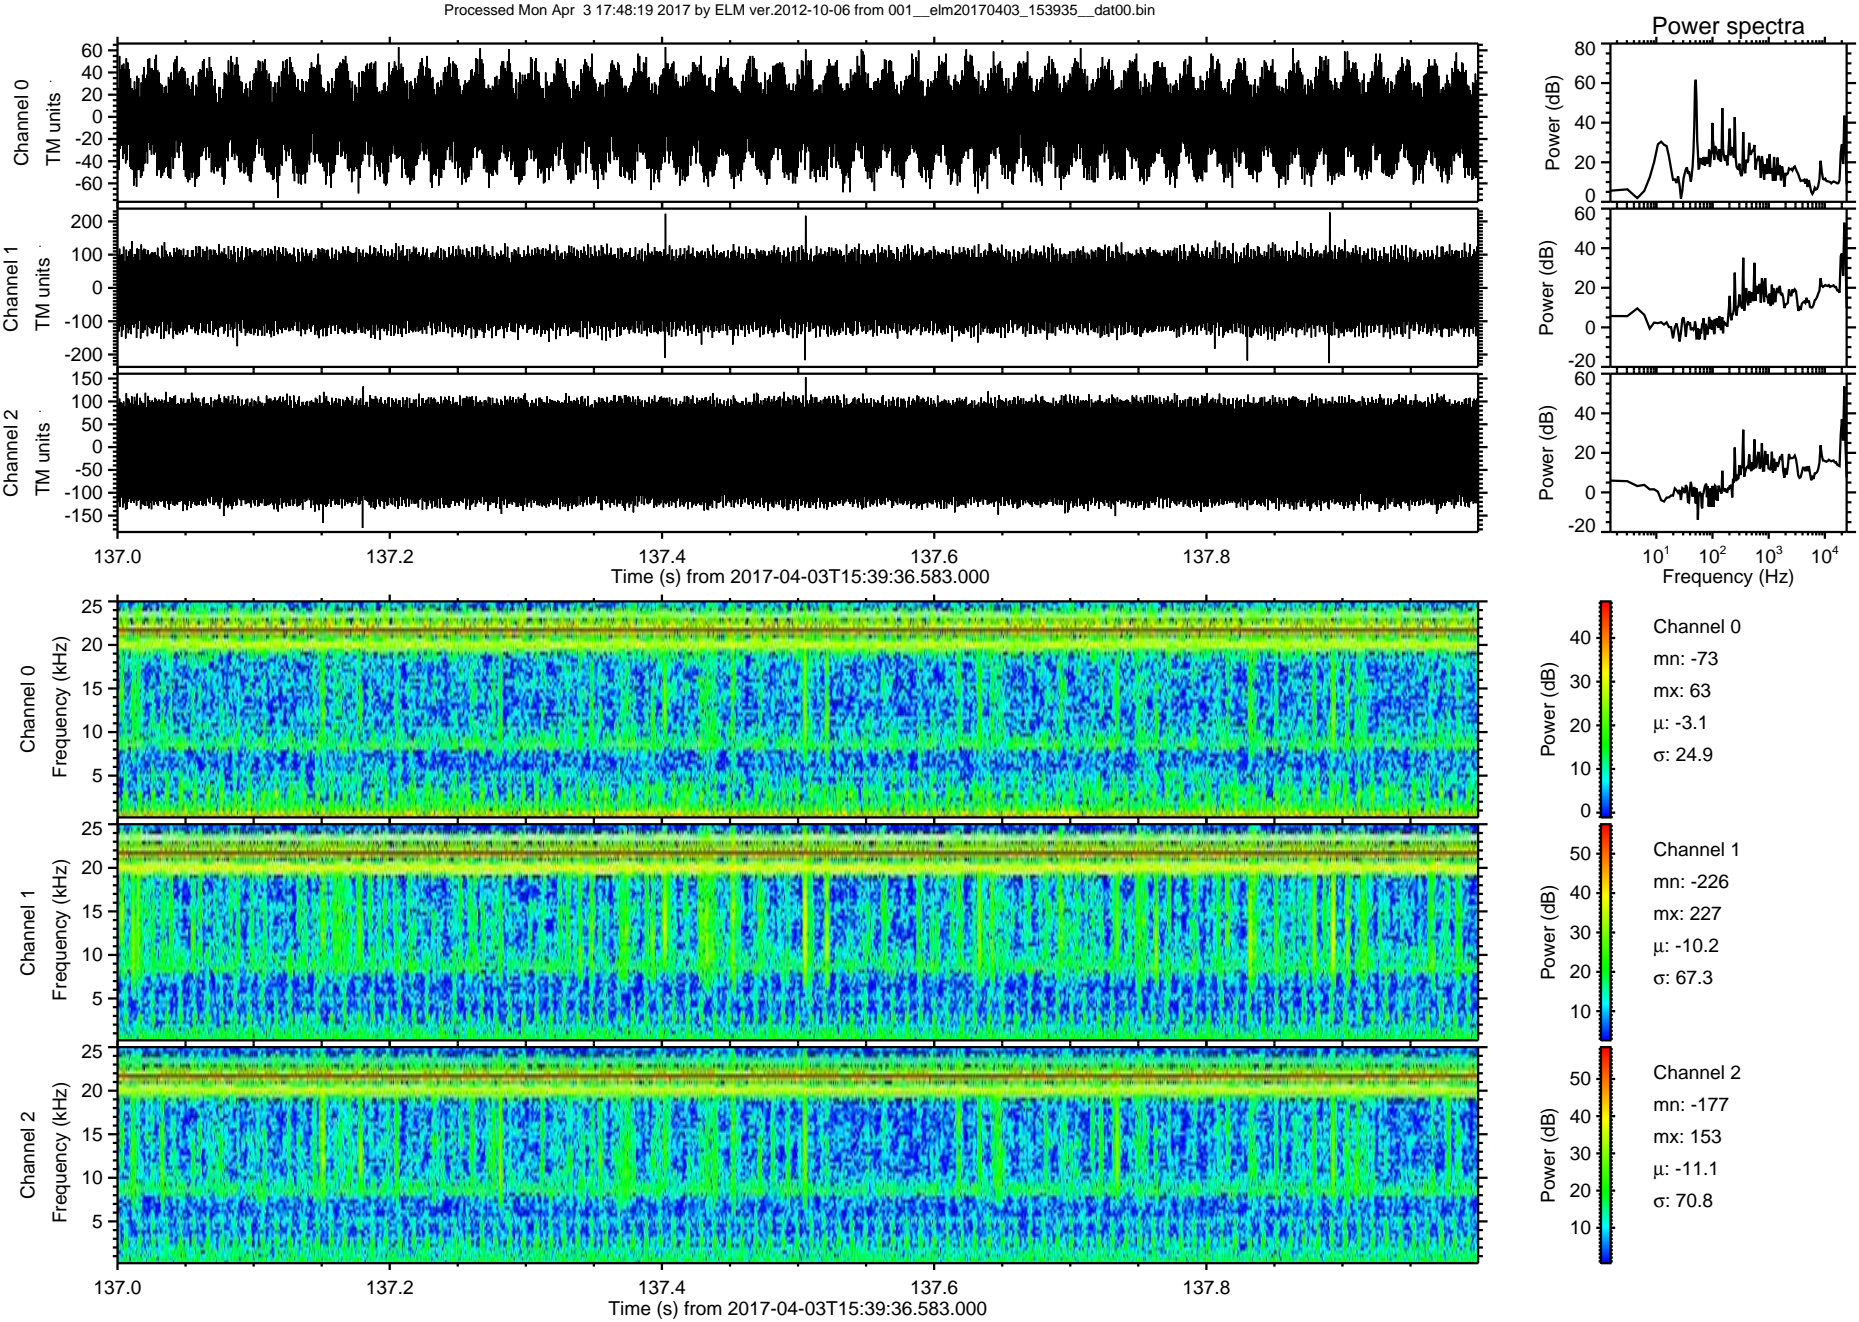 Processed Mon Apr  3 17:48:19 2017 by ELM ver.2012-10-06 from 001__elm20170403_153935__dat00.bin
Power spectra
Channel 0
TM units
60
40
20
0
-20
-40
-60
Power (dB)
80
60
40
20
0
Channel 1
TM units
200
100
0
-100
-200
Power (dB)
60
40
20
0
-20
Channel 2
TM units
150
100
50
0
-50
-100
-150
Power (dB)
60
40
20
0
-20
137.0 137.2 137.4 137.6 137.8
Time (s) from 2017-04-03T15:39:36.583.000
10¹ 10² 10³ 10⁴
Frequency (Hz)
Channel 0
Frequency (kHz)
25
20
15
10
5
Power (dB)
40
30
20
10
0
Channel 0
mn: -73
mx: 63
μ: -3.1
σ: 24.9
Channel 1
Frequency (kHz)
25
20
15
10
5
Power (dB)
50
40
30
20
10
Channel 1
mn: -226
mx: 227
μ: -10.2
σ: 67.3
Channel 2
Frequency (kHz)
25
20
15
10
5
Power (dB)
50
40
30
20
10
Channel 2
mn: -177
mx: 153
μ: -11.1
σ: 70.8
137.0 137.2 137.4 137.6 137.8
Time (s) from 2017-04-03T15:39:36.583.000